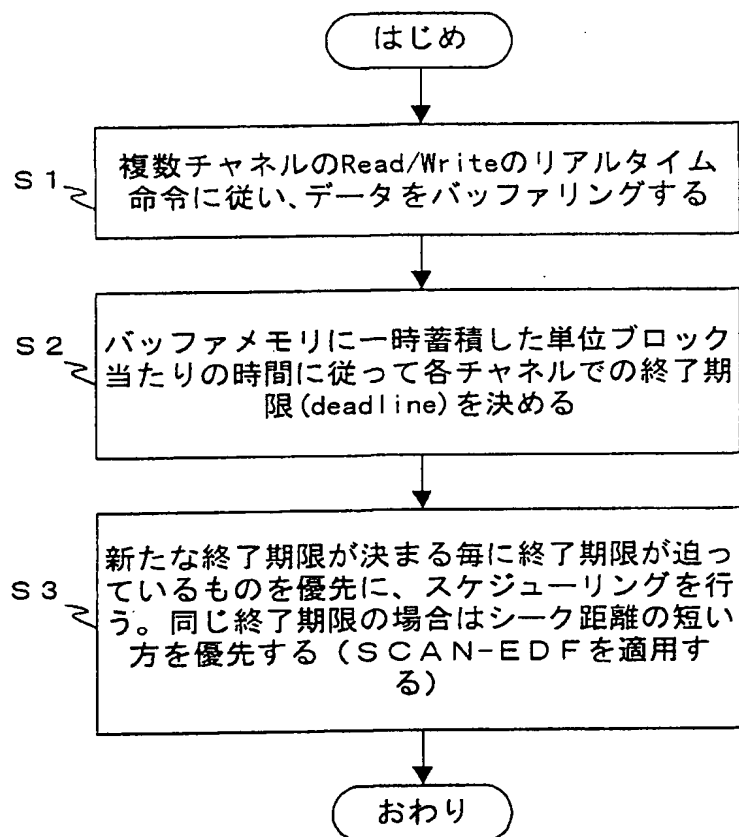 はじめ
S1
複数チャネルのRead/Writeのリアルタイム
命令に従い、データをバッファリングする
S2
バッファメモリに一時蓄積した単位ブロック
当たりの時間に従って各チャネルでの終了期
限(deadline)を決める
S3
新たな終了期限が決まる毎に終了期限が迫っ
ているものを優先に、スケジューリングを行
う。同じ終了期限の場合はシーク距離の短い
方を優先する(SCAN-EDFを適用す
る)
おわり